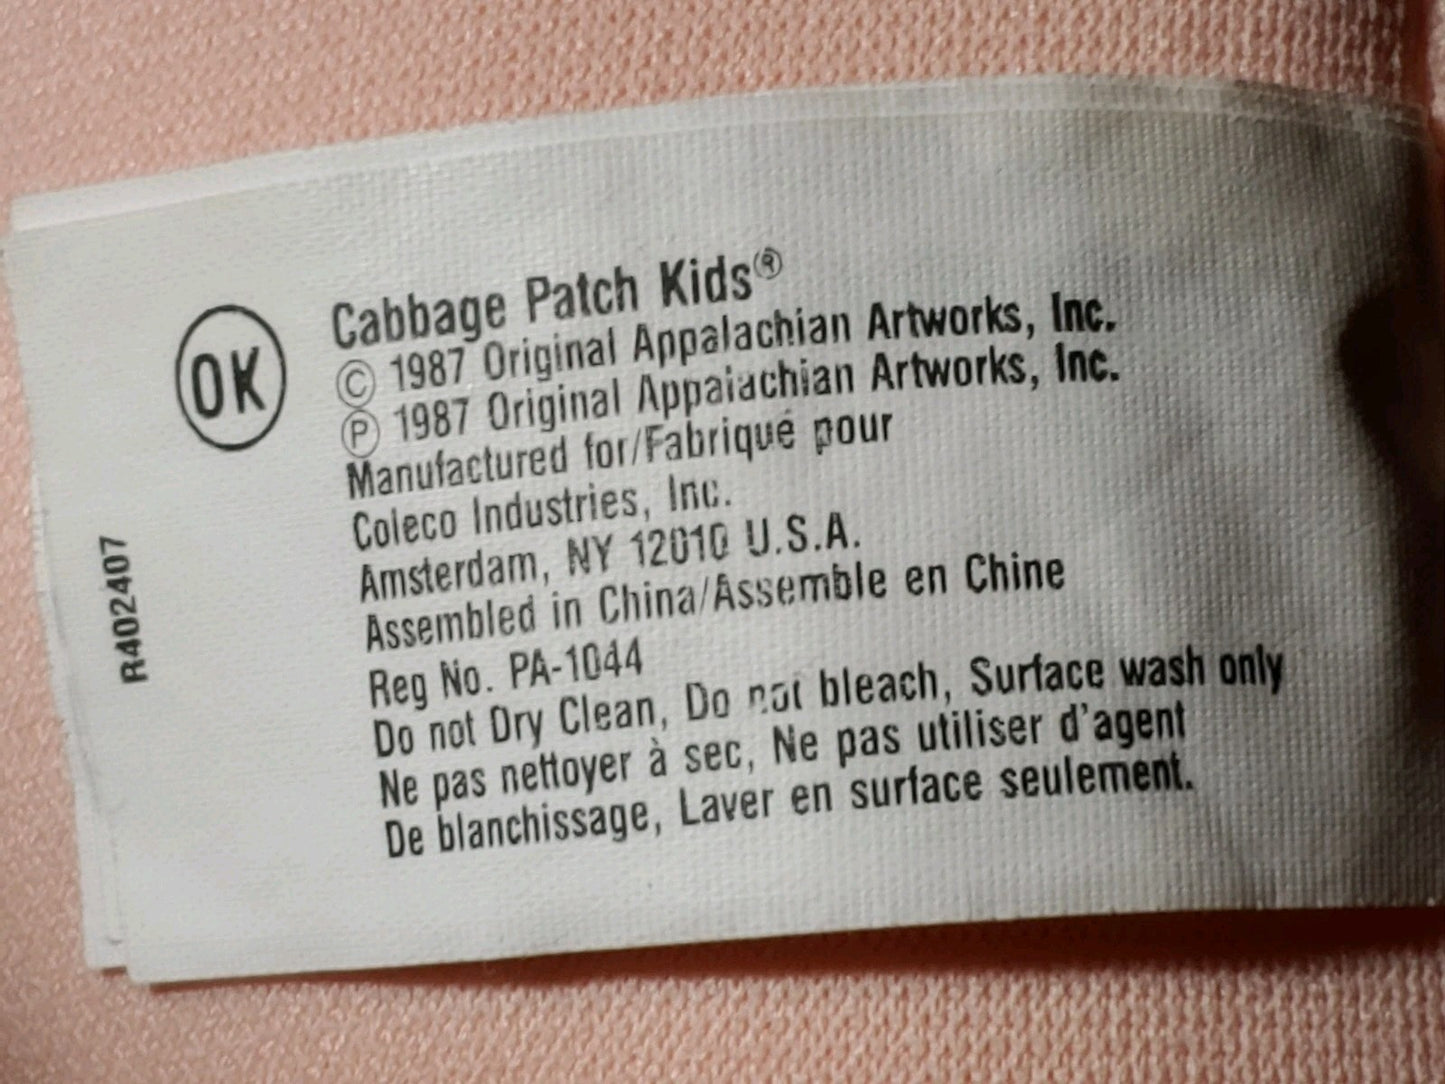 OK
Cabbage Patch Kids®
© 1987 Original Appalachian Artworks, Inc.
Ⓟ 1987 Original Appalachian Artworks, Inc.
Manufactured for/Fabriqué pour
Coleco Industries, Inc.
Amsterdam, NY 12010 U.S.A.
Assembled in China/Assemble en Chine
Reg No. PA-1044
Do not Dry Clean, Do not bleach, Surface wash only
Ne pas nettoyer à sec, Ne pas utiliser d'agent
De blanchissage, Laver en surface seulement.
R402407